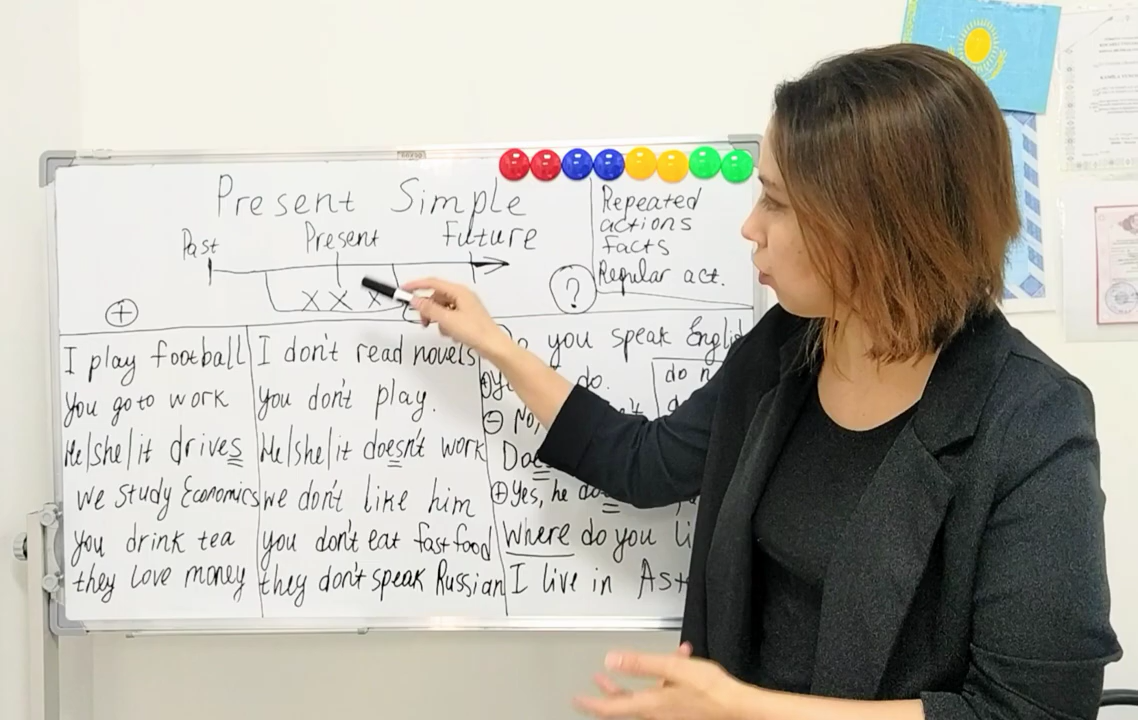 Present Simple
Past Present Future
Repeated
actions
facts
Regular act.
+
X X X
?
I play football
You go to work
He|she|it drives
we study Economics
you drink tea
they love money
I don't read novels
you don't play.
He|she|it doesn't work
we don't like him
you don't eat fast food
they don't speak Russian
you speak English
do.
do
+ Yes, he
Where do you
I live in